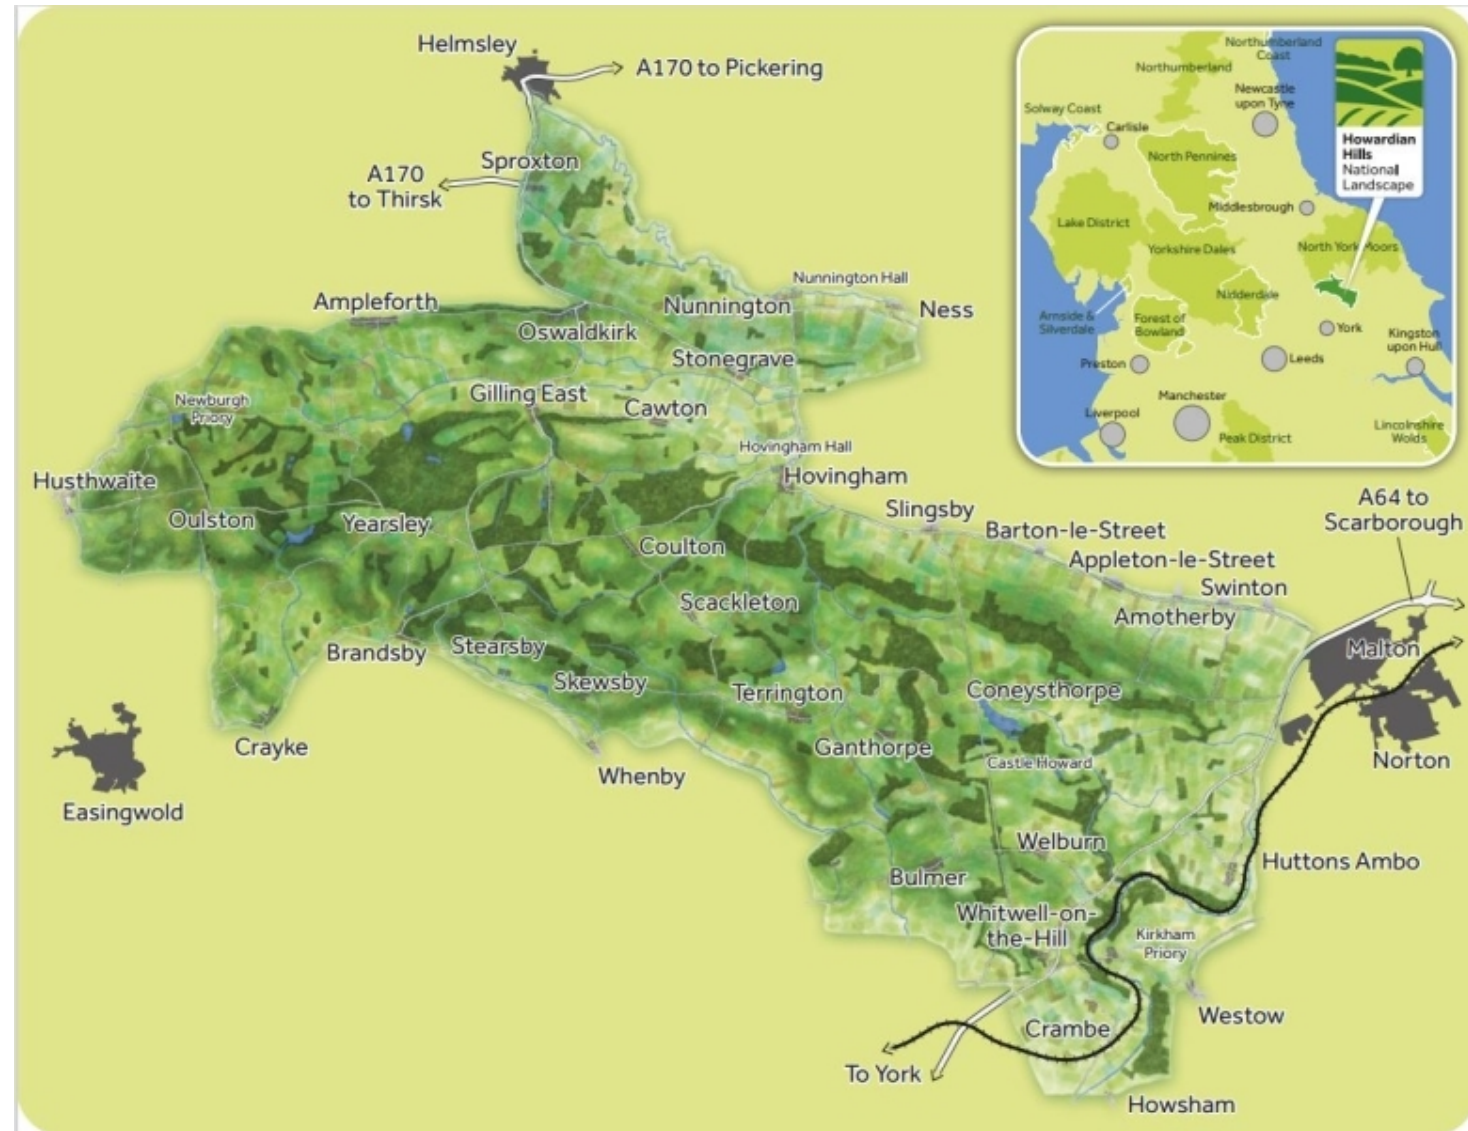 Helmsley
A170 to Pickering
Sproxton
A170
to Thirsk
Nunnington Hall
Ampleforth
Nunnington
Ness
Oswaldkirk
Stonegrave
Gilling East
Cawton
Newburgh
Priory
Hovingham Hall
Hovingham
Husthwaite
Oulston
Yearsley
Slingsby
Barton-le-Street
Appleton-le-Street
Swinton
Amotherby
A64 to
Scarborough
Coulton
Scackleton
Malton
Brandsby
Stearsby
Skewsby
Terrington
Coneysthorpe
Crayke
Whenby
Ganthorpe
Castle Howard
Norton
Easingwold
Welburn
Huttons Ambo
Bulmer
Whitwell-on-
the-Hill
Kirkham
Priory
Westow
Crambe
To York
Howsham
Northumberland
Coast
Northumberland
Newcastle
upon Tyne
Solway Coast
Carlisle
North Pennines
Howardian
Hills
National
Landscape
Middlesbrough
Lake District
Yorkshire Dales
North York Moors
Nidderdale
Arnside &
Silverdale
Forest of
Bowland
York
Kingston
upon Hull
Preston
Leeds
Manchester
Liverpool
Peak District
Lincolnshire
Wolds